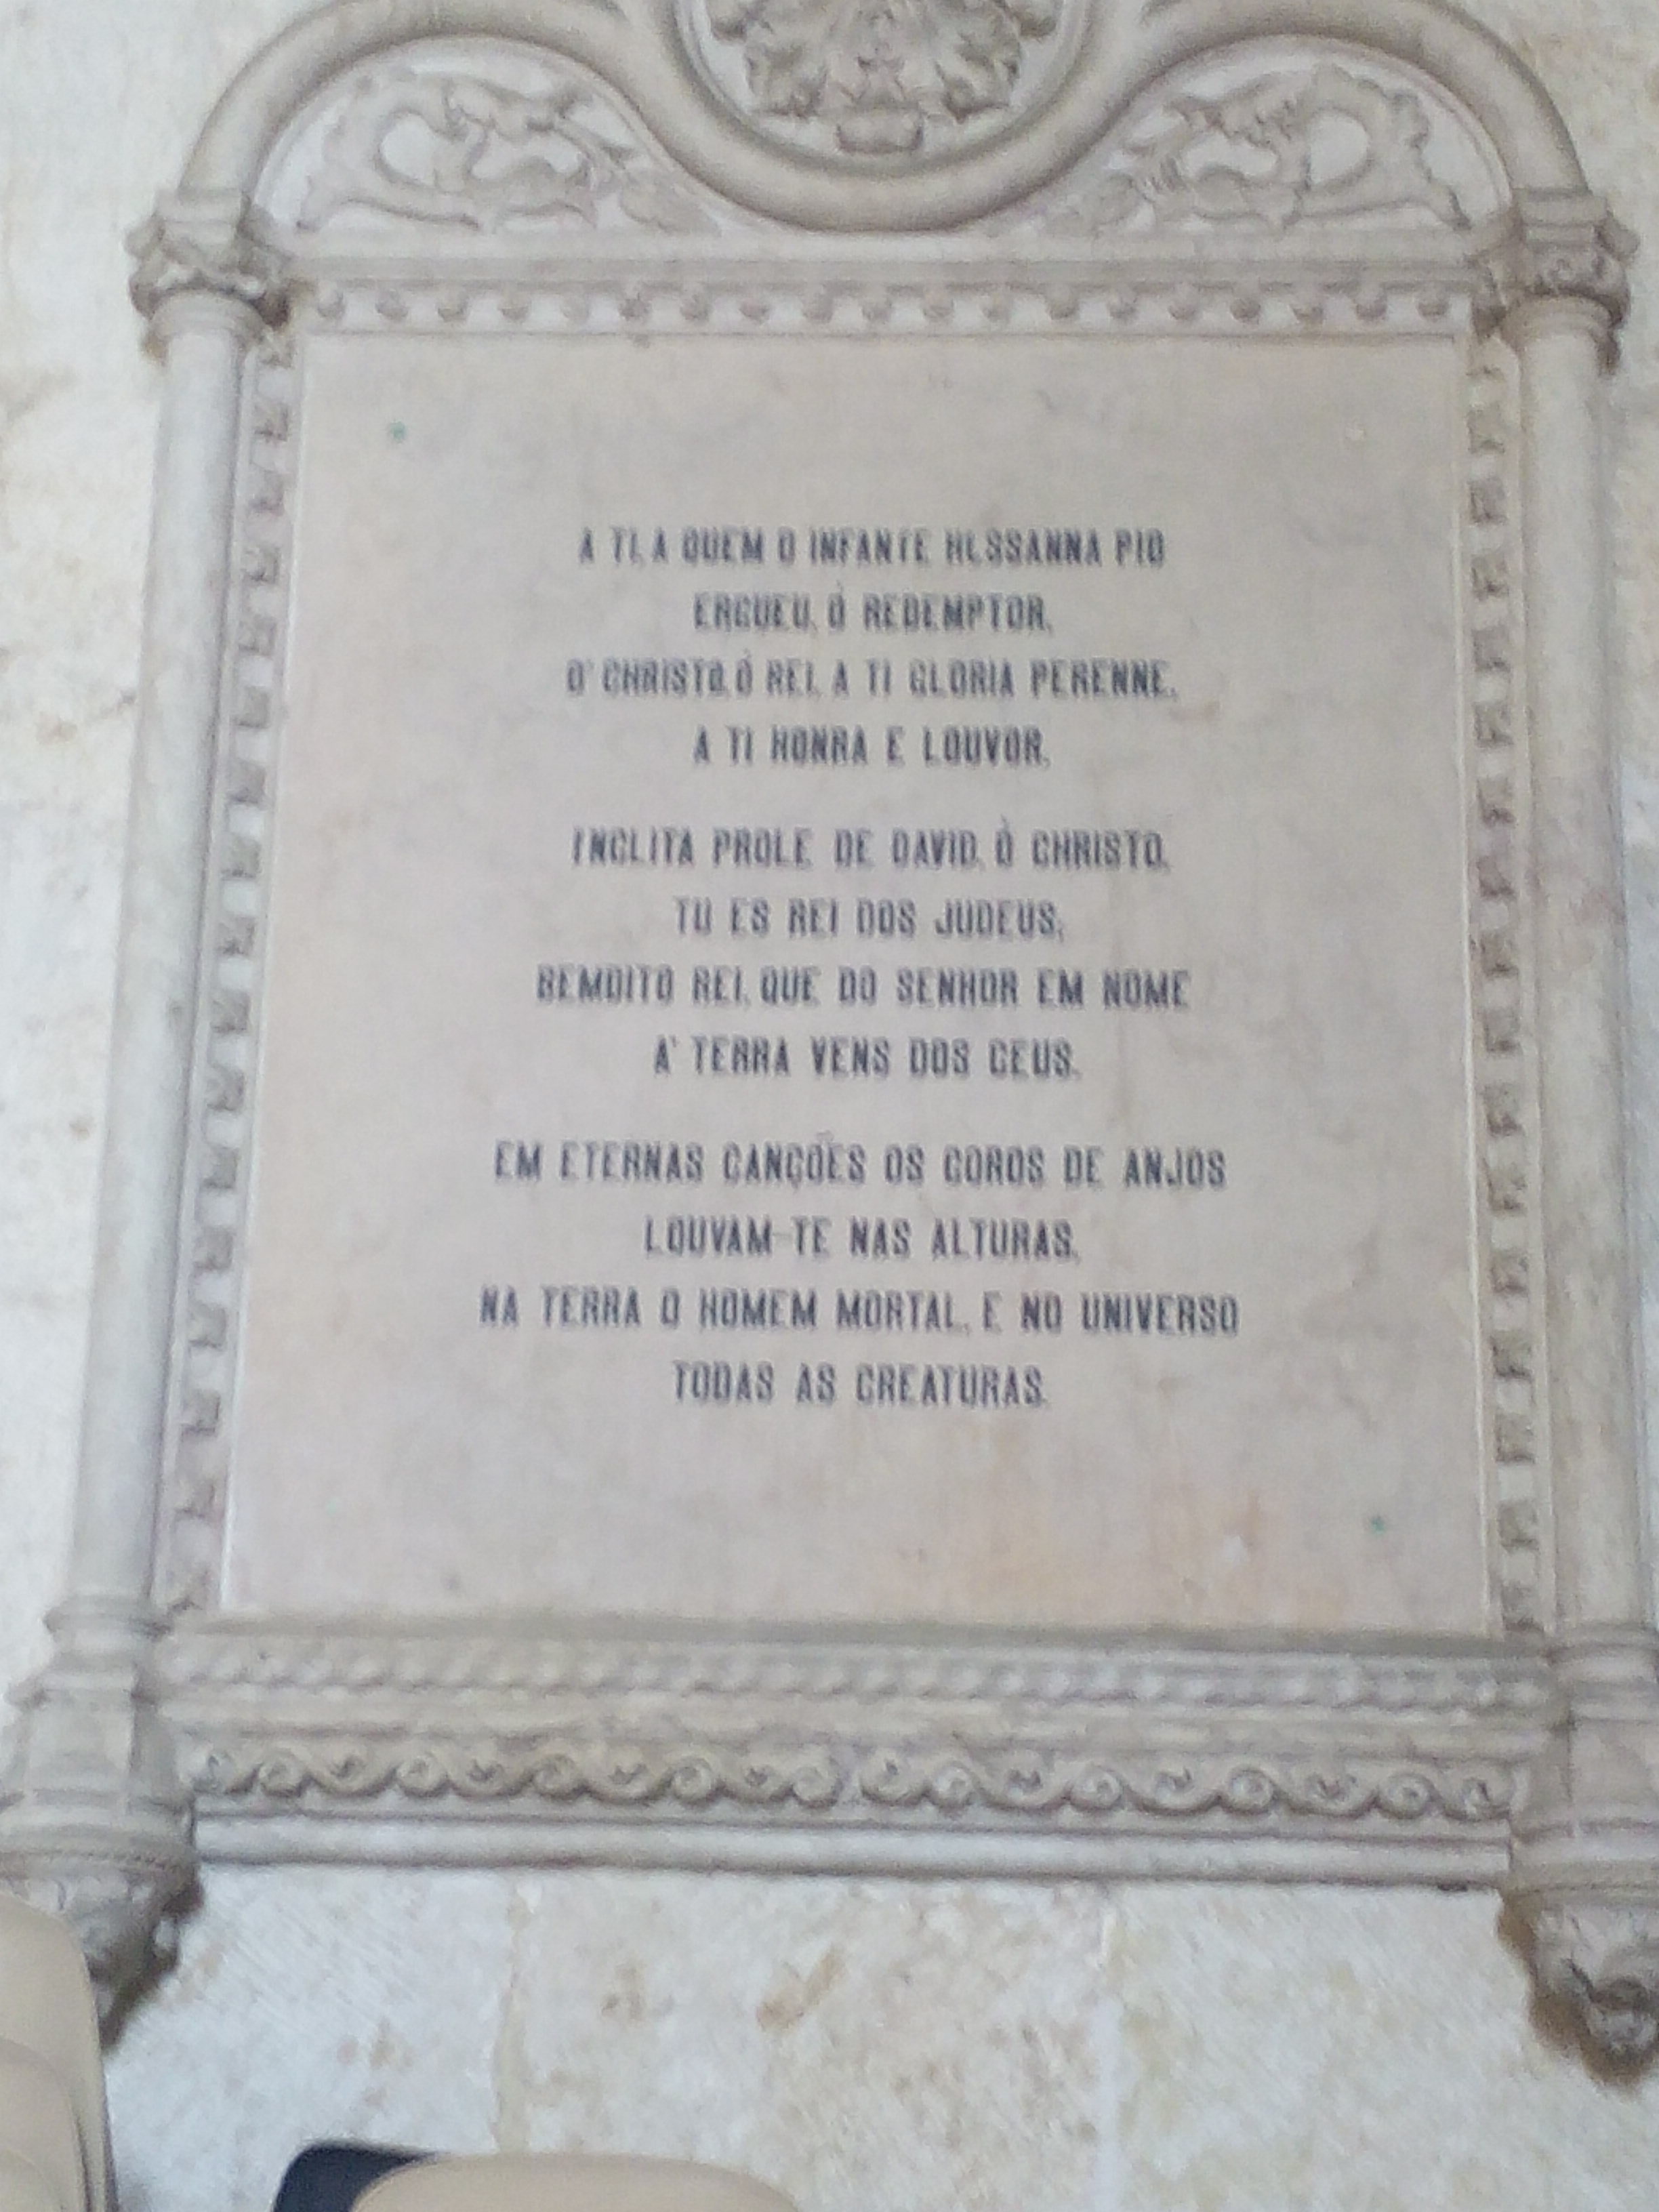 A TI, A QUEM O INFANTE HOSSANNA PIO
ERGUEU, Ó REDEMPTOR,
O' CHRISTO, Ó REI, A TI GLORIA PERENNE,
A TI HONRA E LOUVOR.
INCLITA PROLE DE DAVID, Ó CHRISTO,
TU ES REI DOS JUDEUS;
BEMDITO REI, QUE DO SENHOR EM NOME
A' TERRA VENS DOS CEUS.
EM ETERNAS CANÇÕES OS COROS DE ANJOS
LOUVAM-TE NAS ALTURAS,
NA TERRA O HOMEM MORTAL, E NO UNIVERSO
TODAS AS CREATURAS.